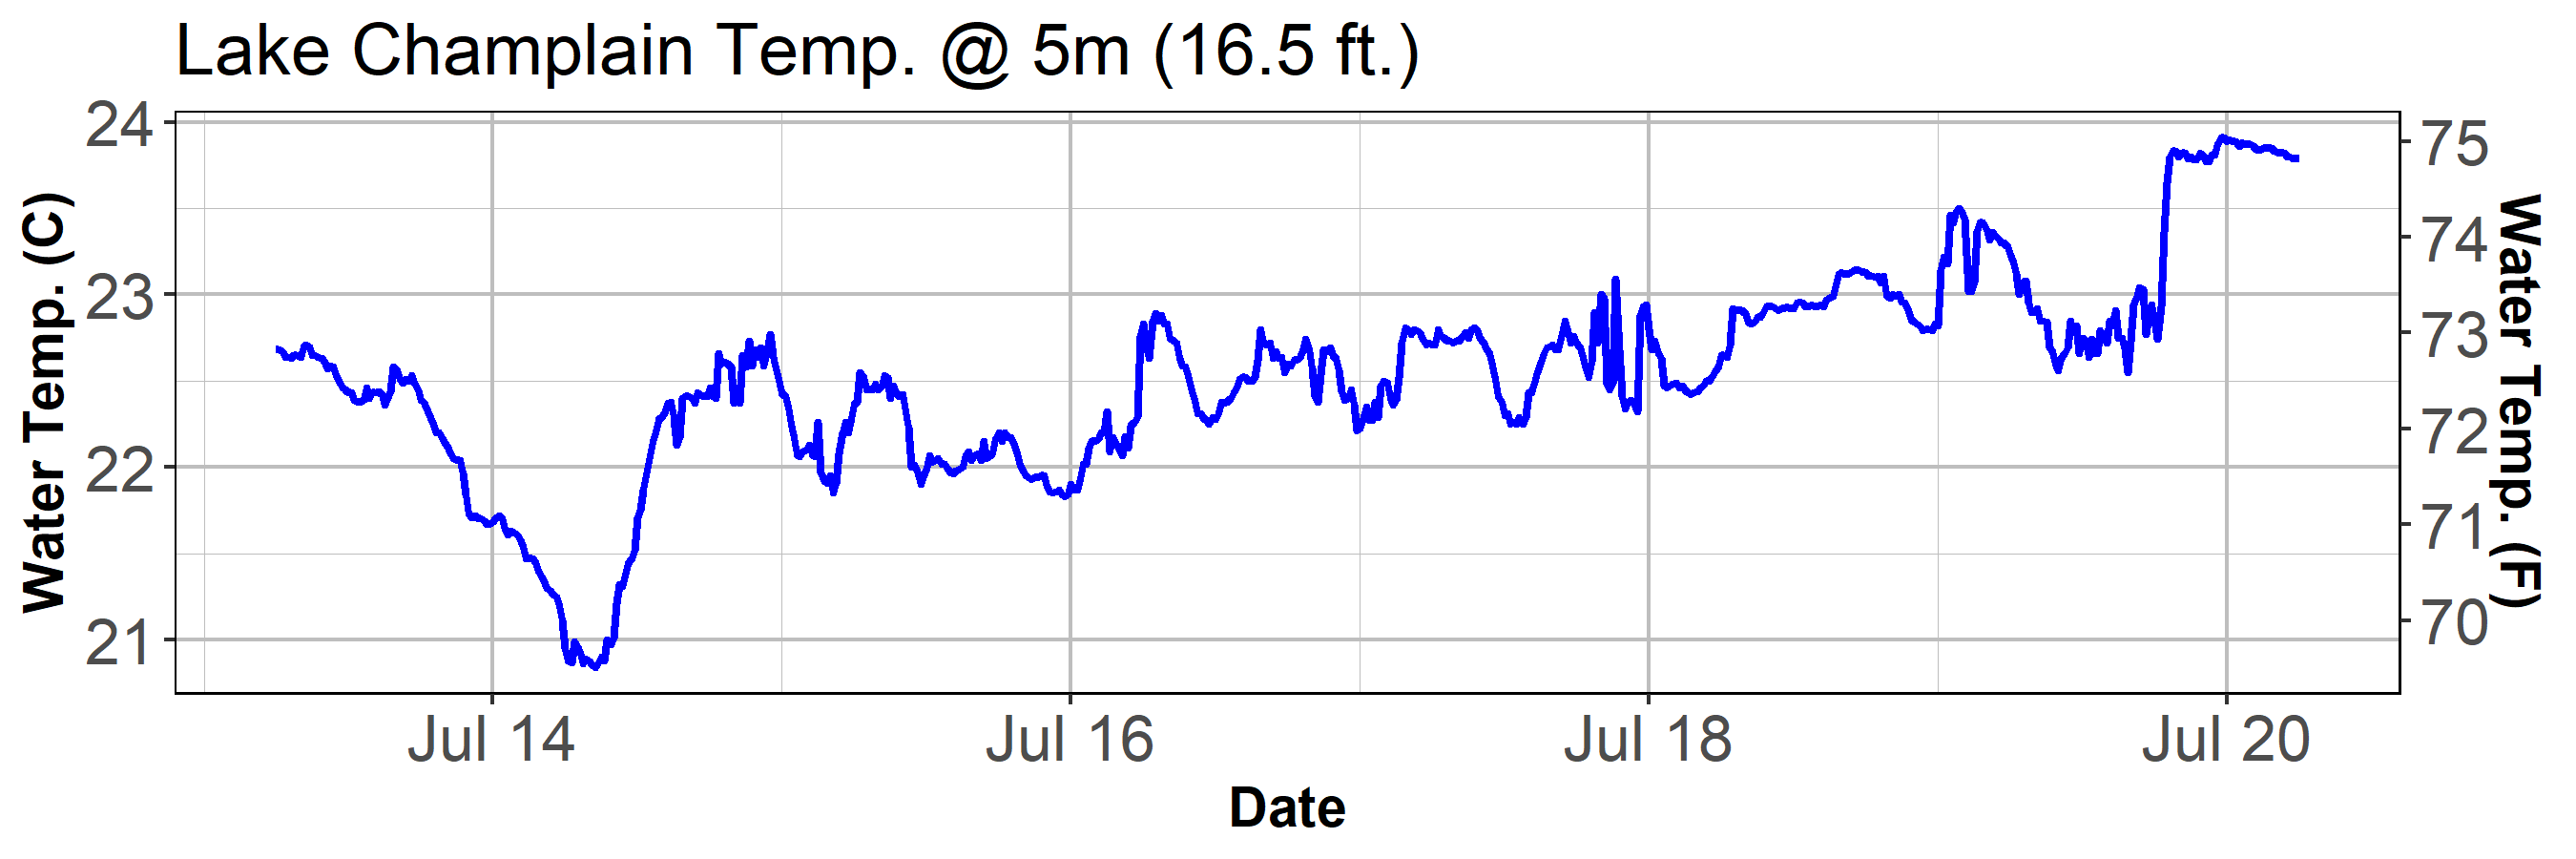 Lake Champlain Temp. @ 5m (16.5 ft.)
Water Temp. (C)
24
23
22
21
75
74
73
72
71
70
Water Temp. (F)
Jul 14
Jul 16
Jul 18
Jul 20
Date